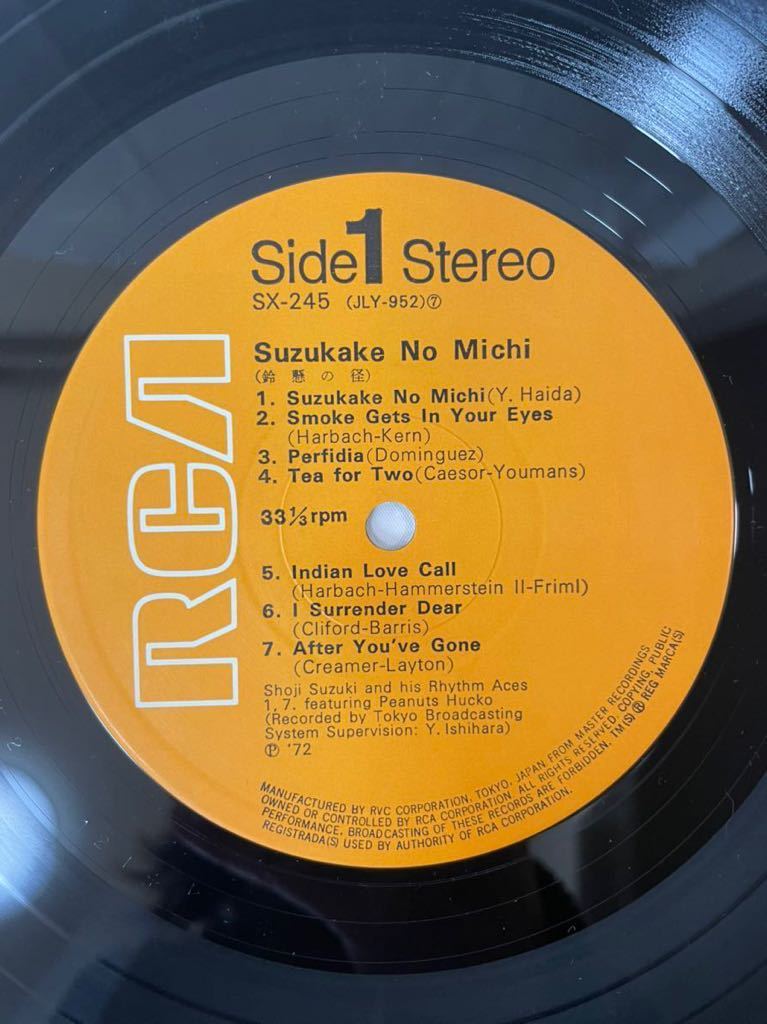 Side 1 Stereo
SX-245 (JLY-952)⑦
RCA
Suzukake No Michi
(鈴懸の径)
1. Suzukake No Michi (Y. Haida)
2. Smoke Gets In Your Eyes
(Harbach-Kern)
3. Perfidia (Dominguez)
4. Tea for Two (Caesor-Youmans)
33⅓rpm
5. Indian Love Call
(Harbach-Hammerstein II-Friml)
6. I Surrender Dear
(Cliford-Barris)
7. After You've Gone
(Creamer-Layton)
Shoji Suzuki and his Rhythm Aces
1, 7. featuring Peanuts Hucko
(Recorded by Tokyo Broadcasting
System Supervision: Y. Ishihara)
Ⓟ '72
MANUFACTURED BY RVC CORPORATION, TOKYO, JAPAN, FROM MASTER RECORDINGS
OWNED OR CONTROLLED BY RCA CORPORATION. ALL RIGHTS RESERVED. COPYING, PUBLIC
PERFORMANCE, BROADCASTING OF THESE RECORDS ARE FORBIDDEN. TM(S) ® REG MARCA(S)
REGISTRADA(S) USED BY AUTHORITY OF RCA CORPORATION.